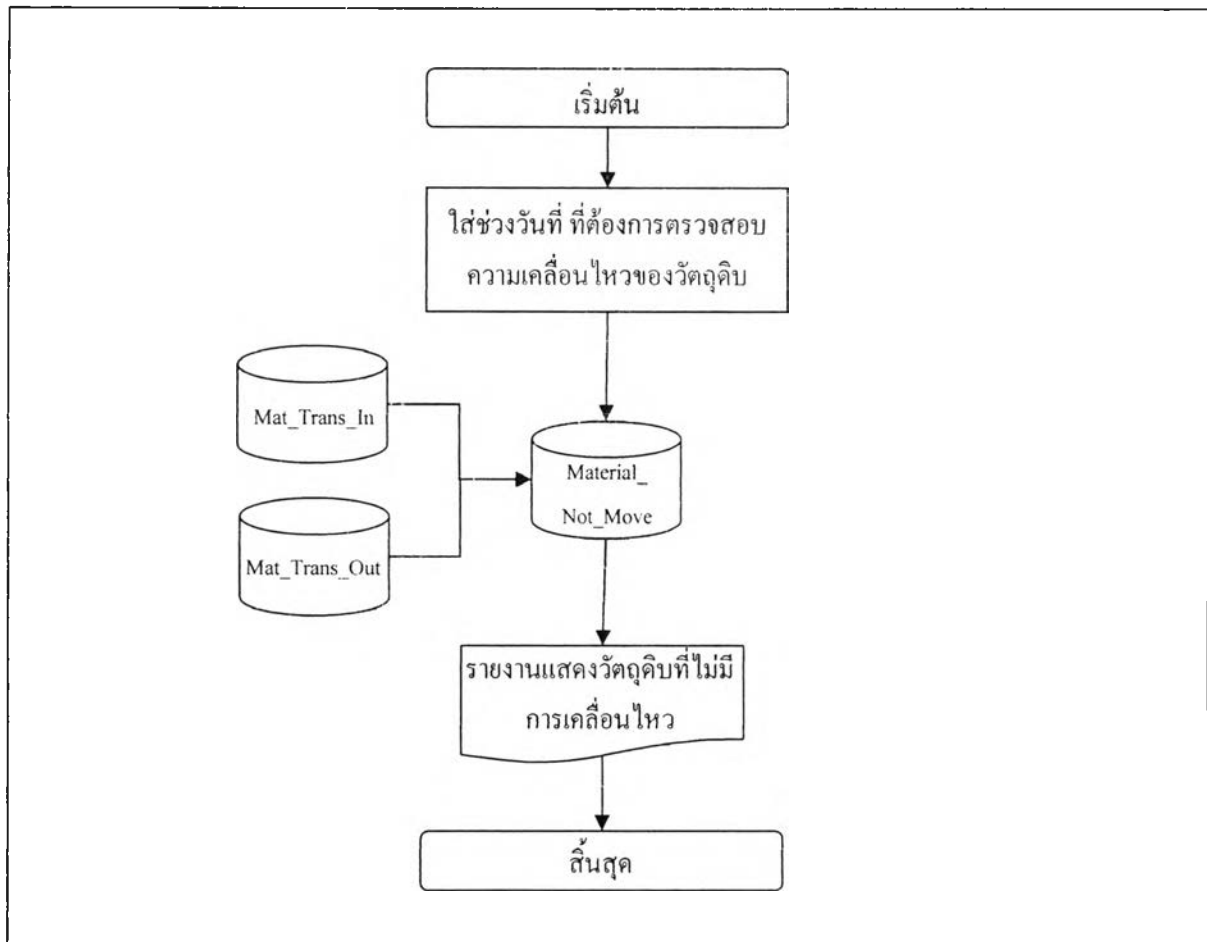 เริ่มต้น
ใส่ช่วงวันที่ ที่ต้องการตรวจสอบ
ความเคลื่อนไหวของวัตถุดิบ
Mat_Trans_In
Material_
Not_Move
Mat_Trans_Out
รายงานแสดงวัตถุดิบที่ไม่มี
การเคลื่อนไหว
สิ้นสุด